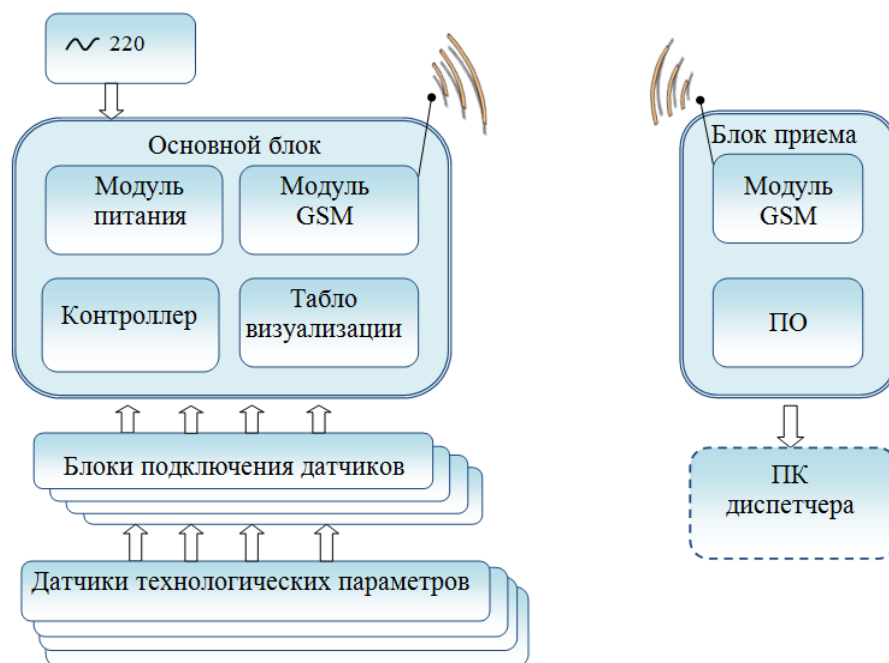 220
Основной блок
Модуль
питания
Модуль
GSM
Контроллер
Табло
визуализации
Блоки подключения датчиков
Датчики технологических параметров
Блок приема
Модуль
GSM
ПО
ПК
диспетчера